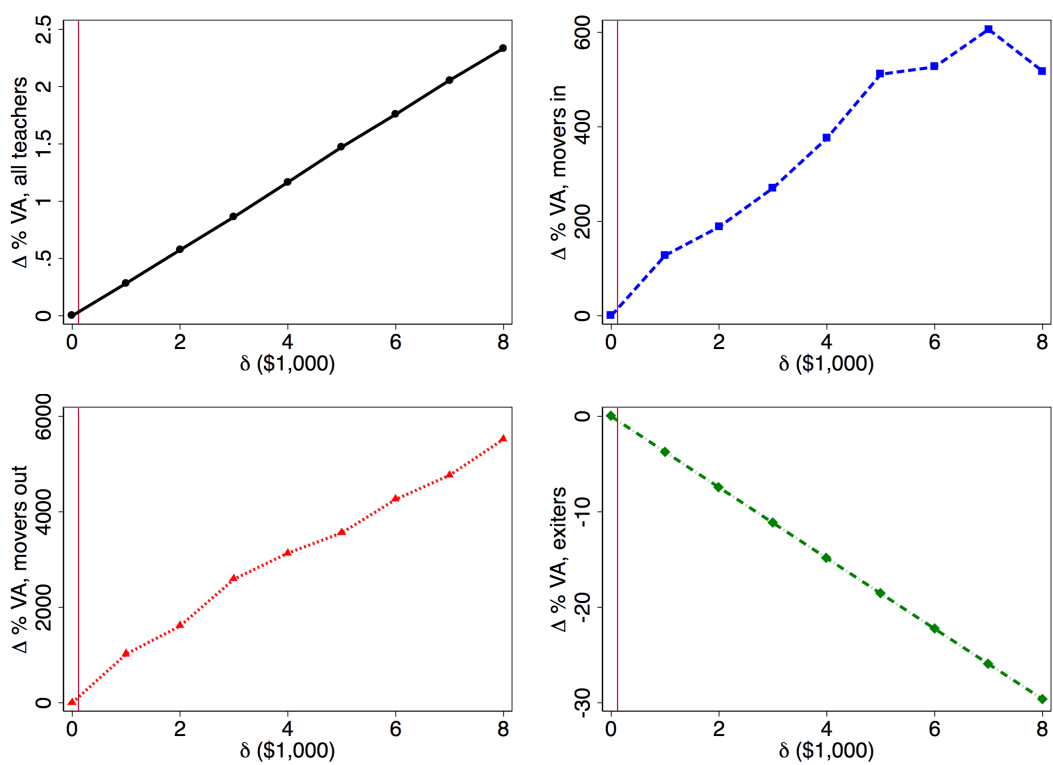 Δ % VA, all teachers
2.5
2
1.5
1
.5
0
0 2 4 6 8
δ ($1,000)
Δ % VA, movers in
600
400
200
0
0 2 4 6 8
δ ($1,000)
Δ % VA, movers out
6000
4000
2000
0
0 2 4 6 8
δ ($1,000)
Δ % VA, exiters
0
-10
-20
-30
0 2 4 6 8
δ ($1,000)